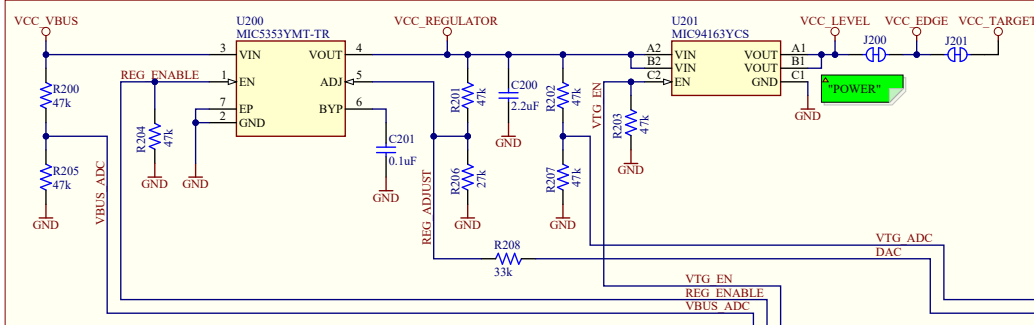 VCC_VBUS
U200
MIC5353YMT-TR
VCC_REGULATOR
U201
MIC94163YCS
VCC_LEVEL
VCC_EDGE
VCC_TARGET
J200
J201
3
VIN
VOUT
4
REG_ENABLE
1
EN
ADJ
5
7
EP
BYP
6
2
GND
A2
VIN
VOUT
A1
B2
VIN
VOUT
B1
C2
EN
GND
C1
"POWER"
R200
47k
R204
47k
R205
47k
VBUS_ADC
GND
GND
GND
C201
0.1uF
GND
R201
47k
C200
2.2uF
GND
R202
47k
VTG_EN
R203
47k
GND
GND
R206
27k
GND
REG_ADJUST
R207
47k
GND
R208
33k
VTG_ADC
DAC
VTG_EN
REG_ENABLE
VBUS_ADC